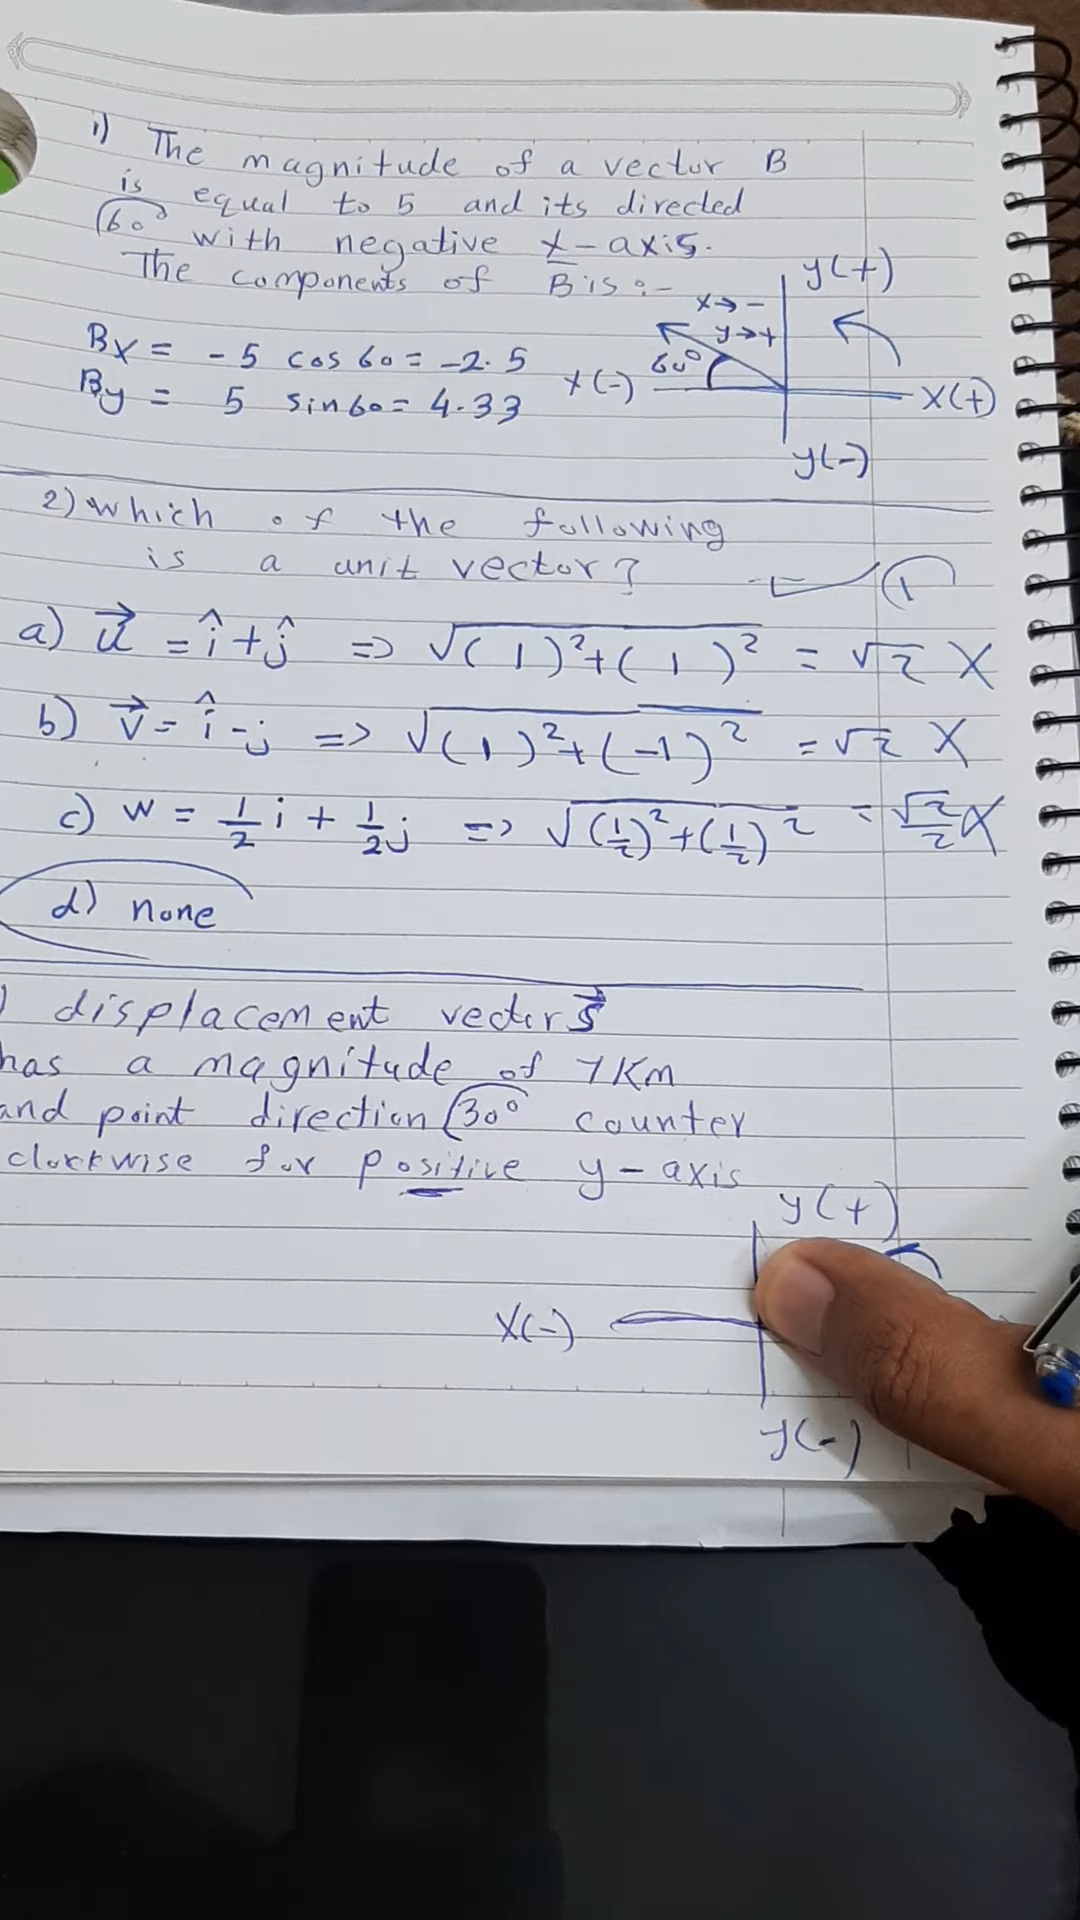 1) The magnitude of a vector B
is equal to 5 and its directed
60° with negative x-axis.
The components of B is:-
y(+)
x→-
y→+
60°
x(-)
x(+)
y(-)
Bx = -5 cos 60 = -2.5
By = 5 sin 60 = 4.33
2) which of the following
is a unit vector?
1
a) u⃗ = î + ĵ => √(1)²+(1)² = √2 X
b) v⃗ = î - j => √(1)²+(-1)² = √2 X
c) w = 1/2 i + 1/2 j => √(1/2)²+(1/2)² = √2/2 X
d) none
) displacement vector s⃗
has a magnitude of 7 Km
and point direction 30° counter
clockwise for positive y-axis
y(+)
x(-)
y(-)